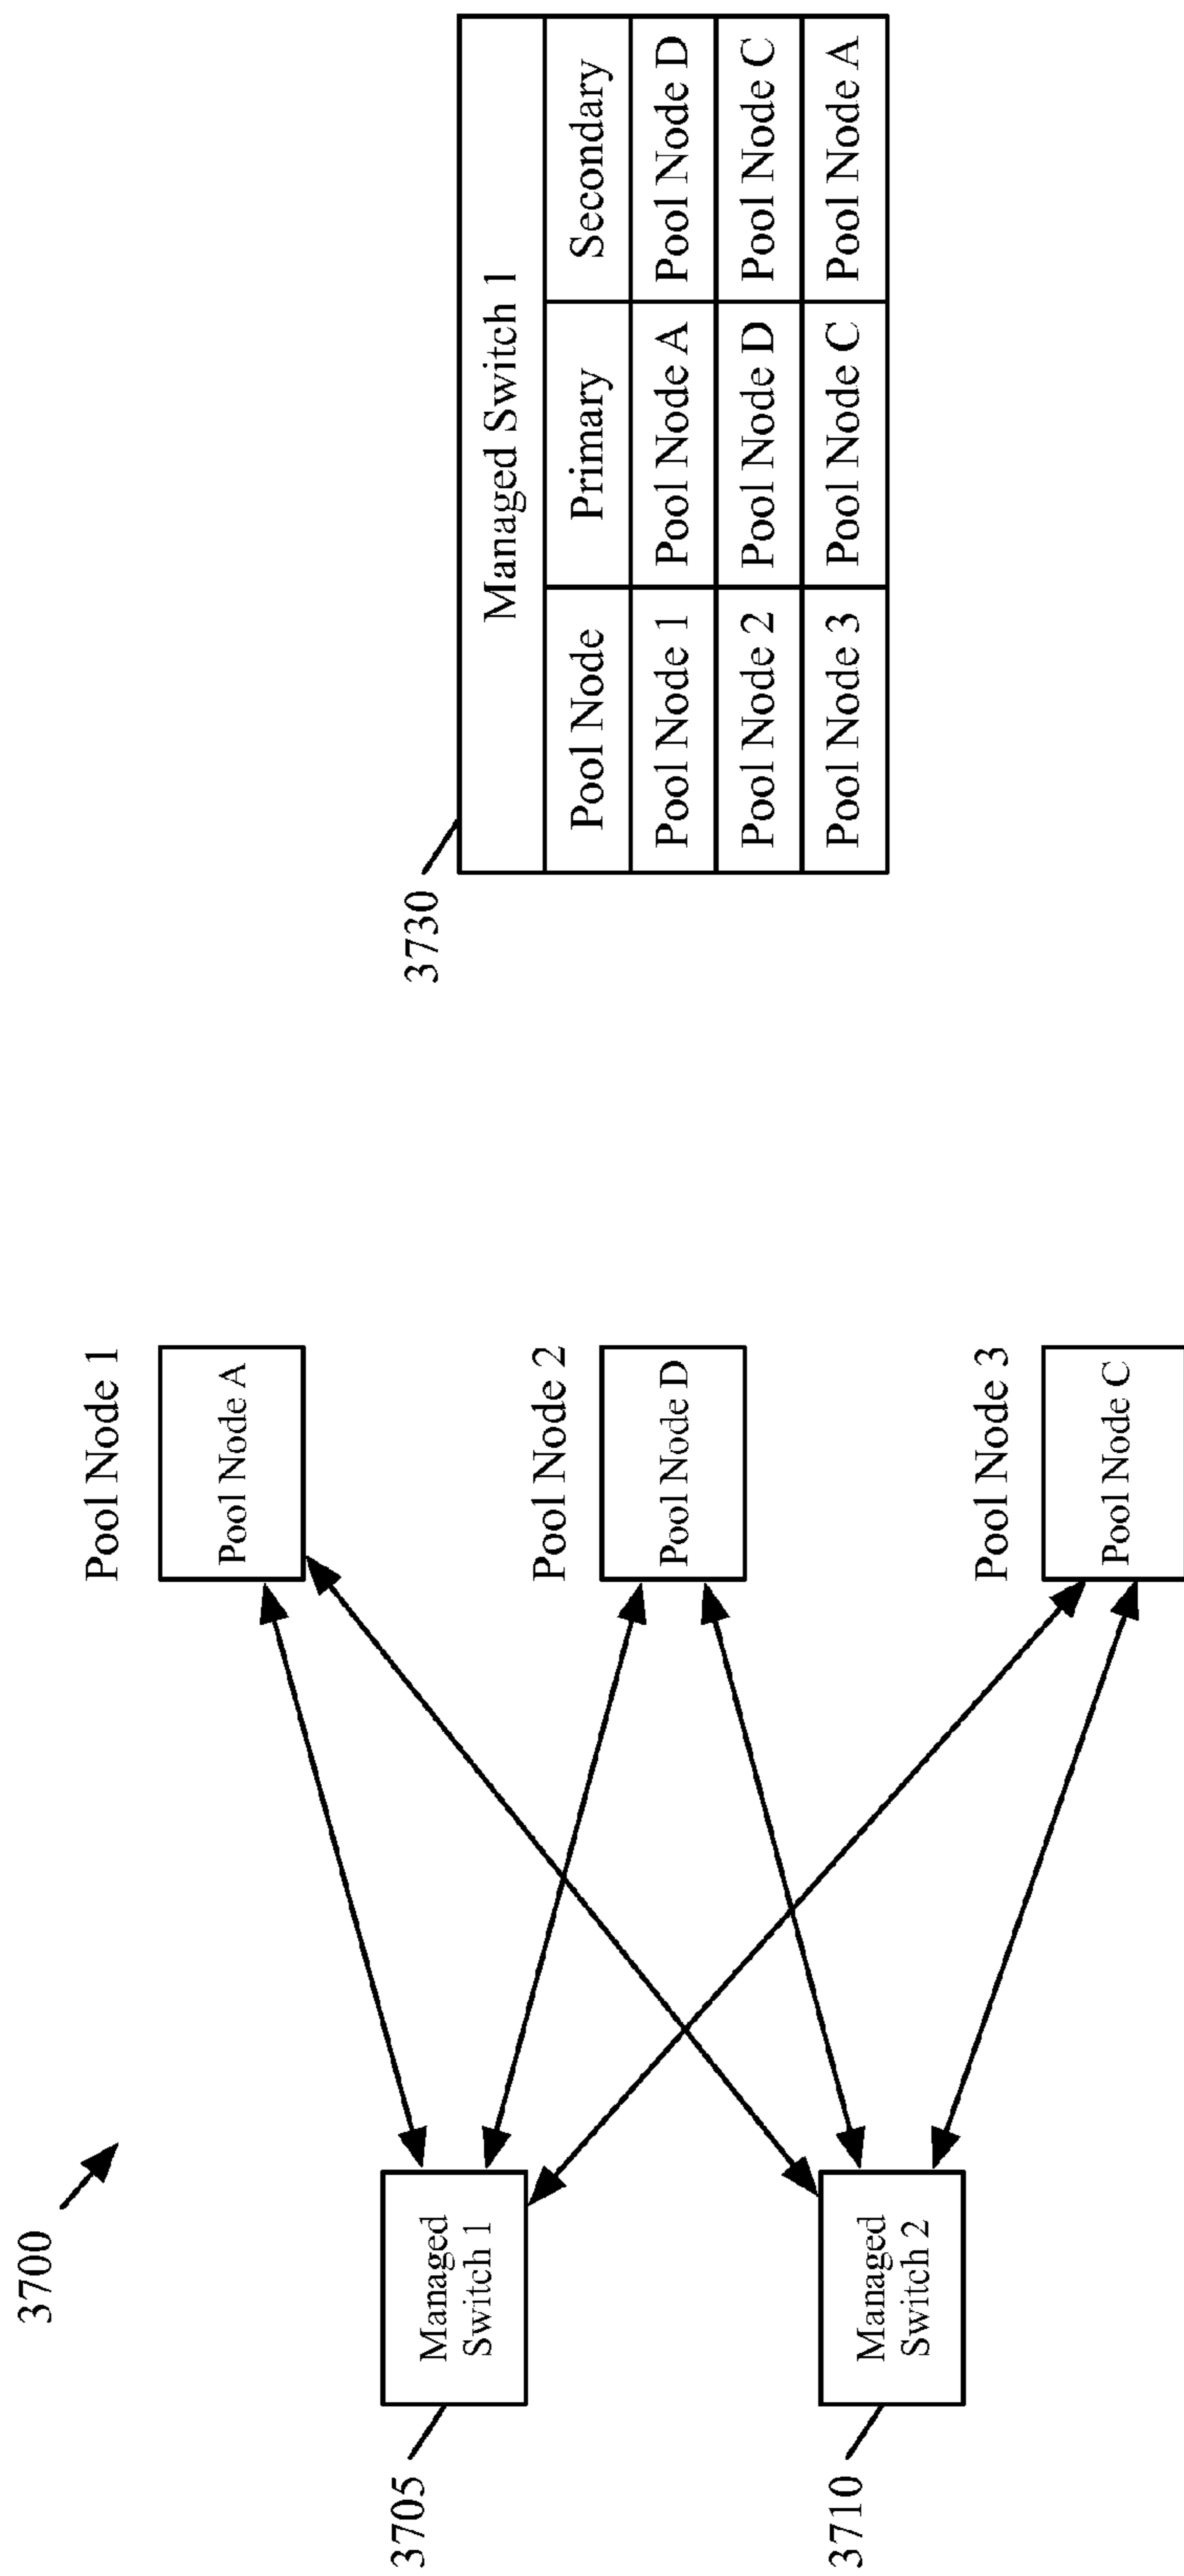 3700
3705
Managed
Switch 1
3710
Managed
Switch 2
Pool Node 1
Pool Node A
Pool Node 2
Pool Node D
Pool Node 3
Pool Node C
3730
Managed Switch 1
Pool Node Primary Secondary
Pool Node 1 Pool Node A Pool Node D
Pool Node 2 Pool Node D Pool Node C
Pool Node 3 Pool Node C Pool Node A